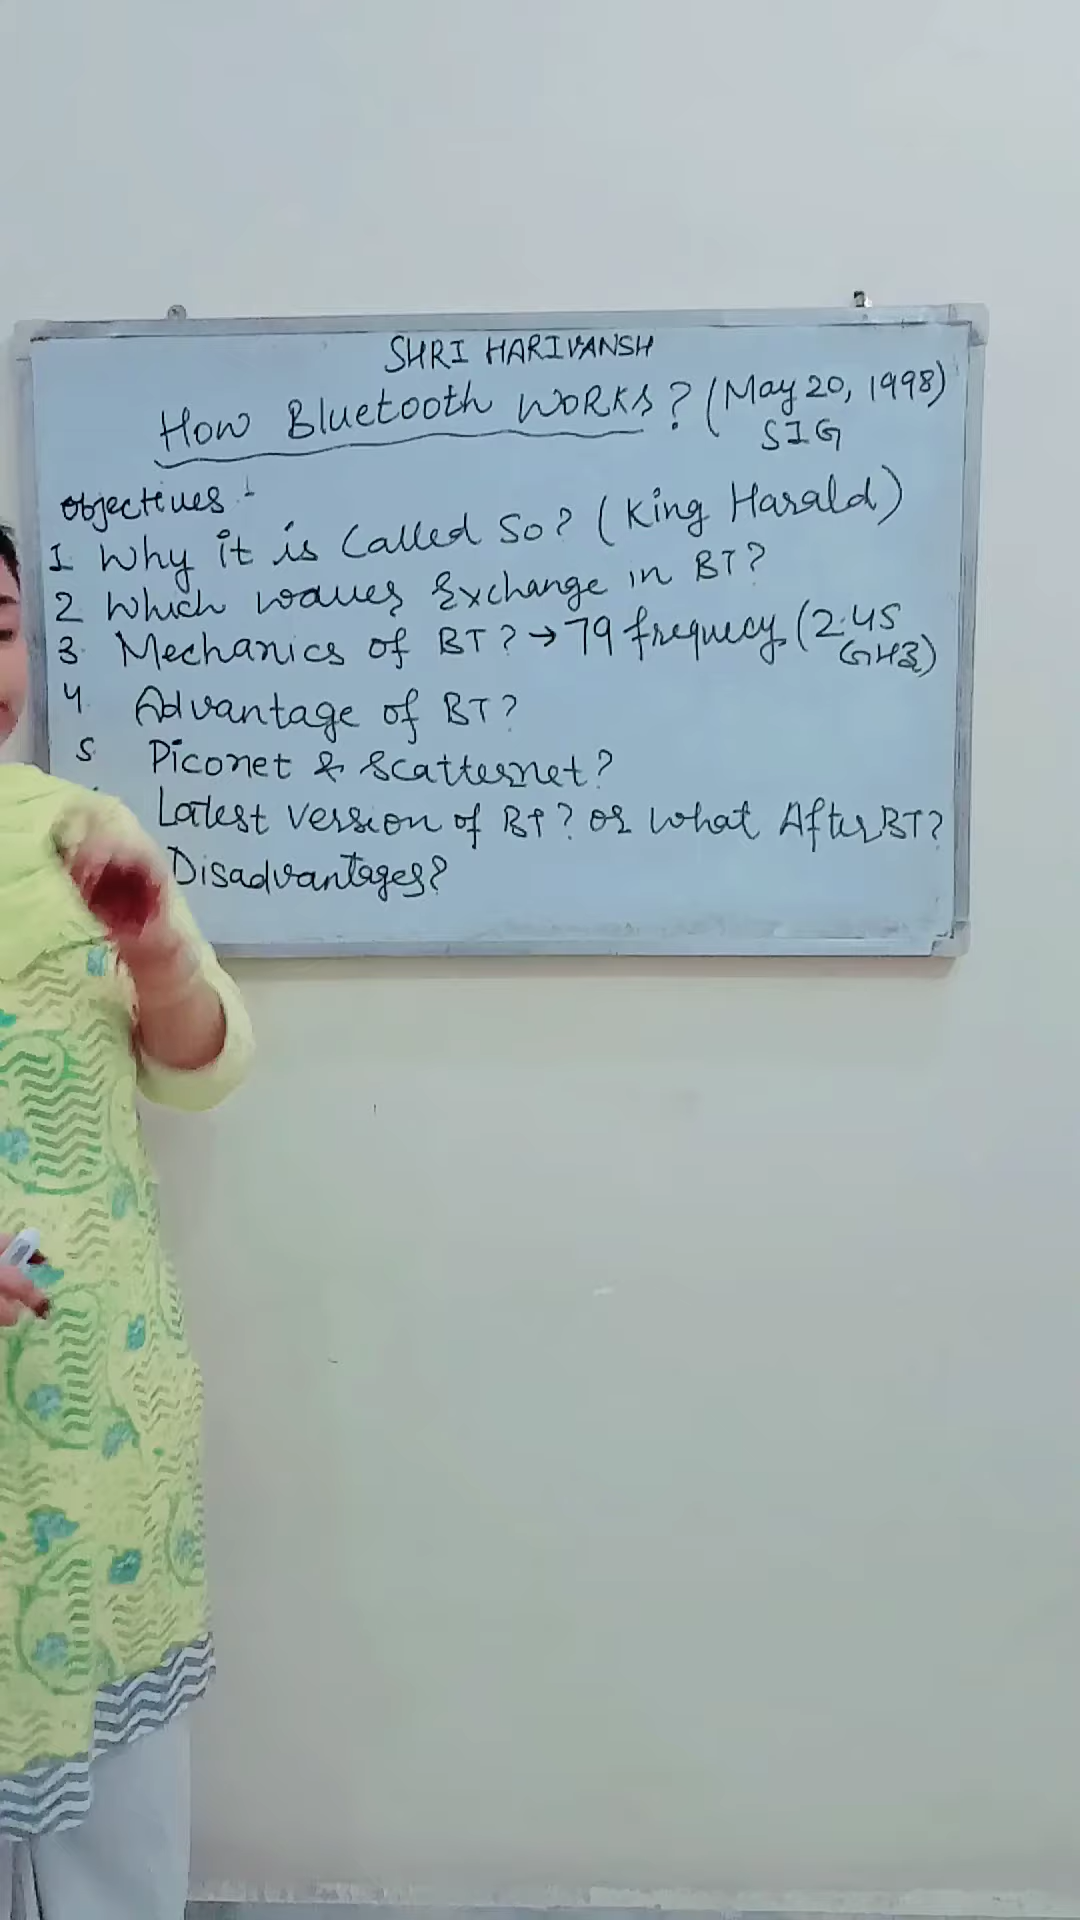 SHRI HARIVANSH
How Bluetooth WORKS? (May 20, 1998)
SIG
Objectives:-
1 Why it is Called So? (King Harald)
2 Which waves Exchange in BT?
3 Mechanics of BT? → 79 frequecy (2.45
GHz)
4 Advantage of BT?
5 Piconet & Scatternet?
Latest version of BT? or What After BT?
Disadvantages?